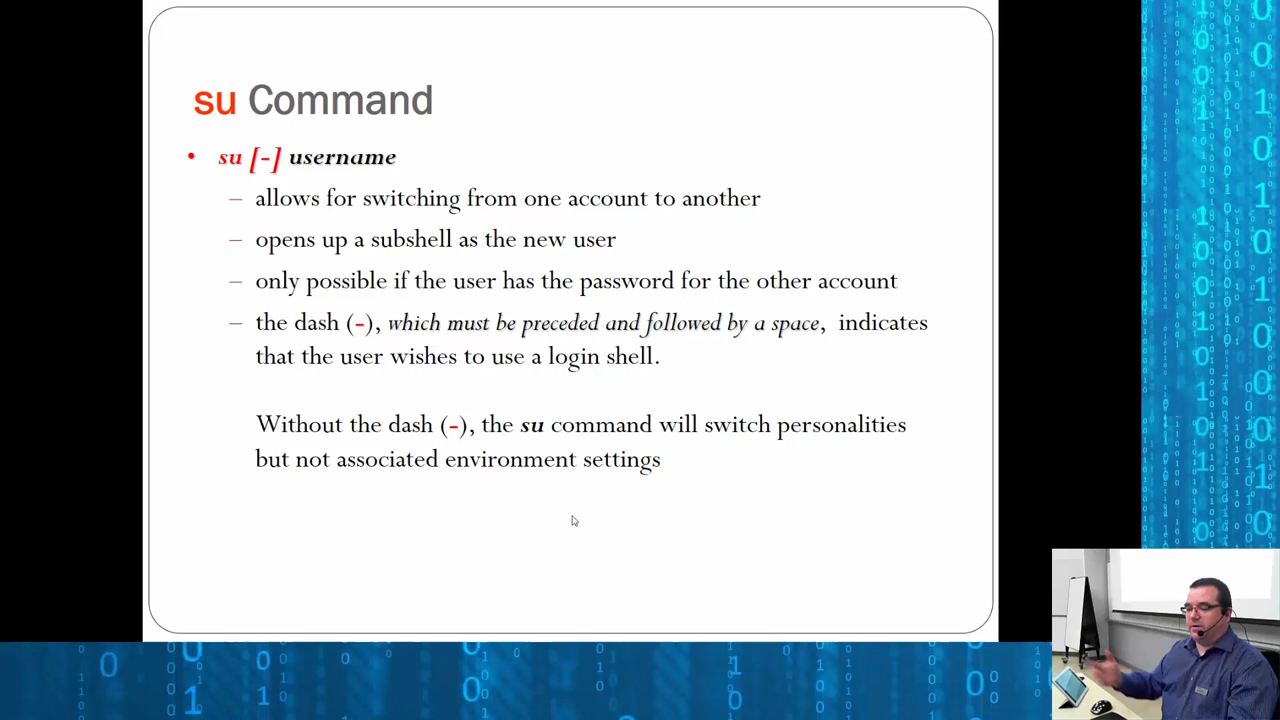 su Command
• su [-] username
– allows for switching from one account to another
– opens up a subshell as the new user
– only possible if the user has the password for the other account
– the dash (-), which must be preceded and followed by a space, indicates
that the user wishes to use a login shell.
Without the dash (-), the su command will switch personalities
but not associated environment settings